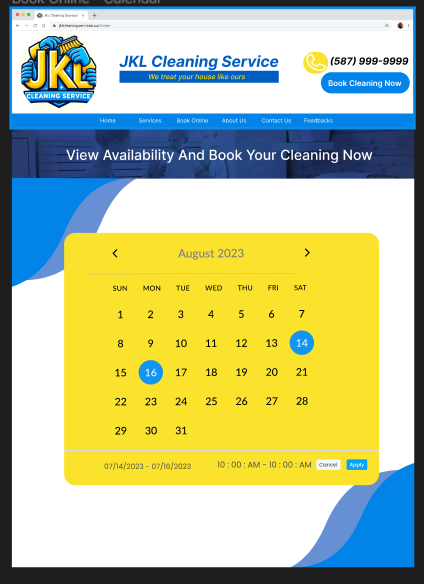 Book Online - Calendar
JKL Cleaning Services
jklcleaningservices.ca/home
JKL
CLEANING SERVICE
JKL Cleaning Service
We treat your house like ours
(587) 999-9999
Book Cleaning Now
Home Services Book Online About Us Contact Us Feedbacks
View Availability And Book Your Cleaning Now
August 2023
SUN MON TUE WED THU FRI SAT
1 2 3 4 5 6 7
8 9 10 11 12 13 14
15 16 17 18 19 20 21
22 23 24 25 26 27 28
29 30 31
07/14/2023 - 07/16/2023
10 : 00 : AM - 10 : 00 : AM
Cancel
Apply